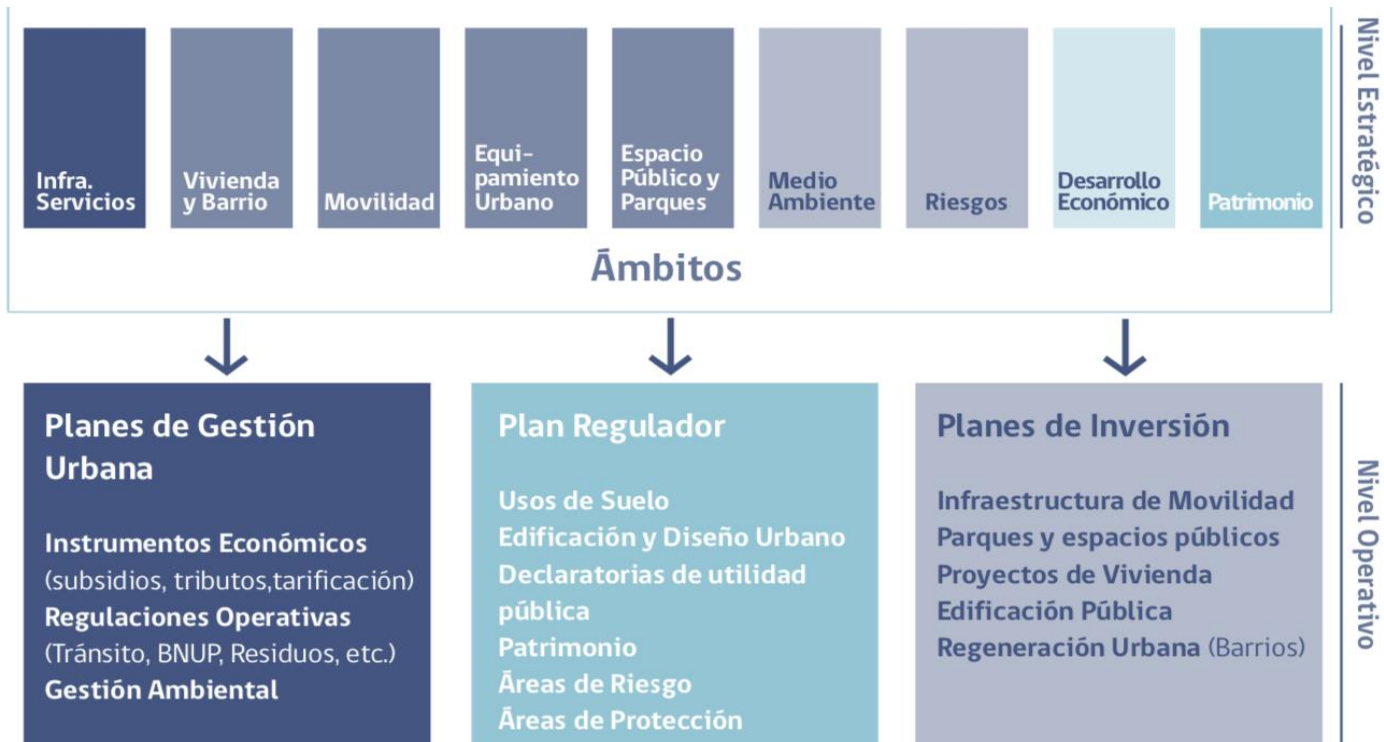 Infra.
Servicios
Vivienda
y Barrio
Movilidad
Equi-
pamiento
Urbano
Espacio
Público y
Parques
Medio
Ambiente
Riesgos
Desarrollo
Económico
Patrimonio
Nivel Estratégico
Ámbitos
Planes de Gestión
Urbana
Instrumentos Económicos
(subsidios, tributos,tarificación)
Regulaciones Operativas
(Tránsito, BNUP, Residuos, etc.)
Gestión Ambiental
Plan Regulador
Usos de Suelo
Edificación y Diseño Urbano
Declaratorias de utilidad
pública
Patrimonio
Áreas de Riesgo
Áreas de Protección
Planes de Inversión
Infraestructura de Movilidad
Parques y espacios públicos
Proyectos de Vivienda
Edificación Pública
Regeneración Urbana (Barrios)
Nivel Operativo